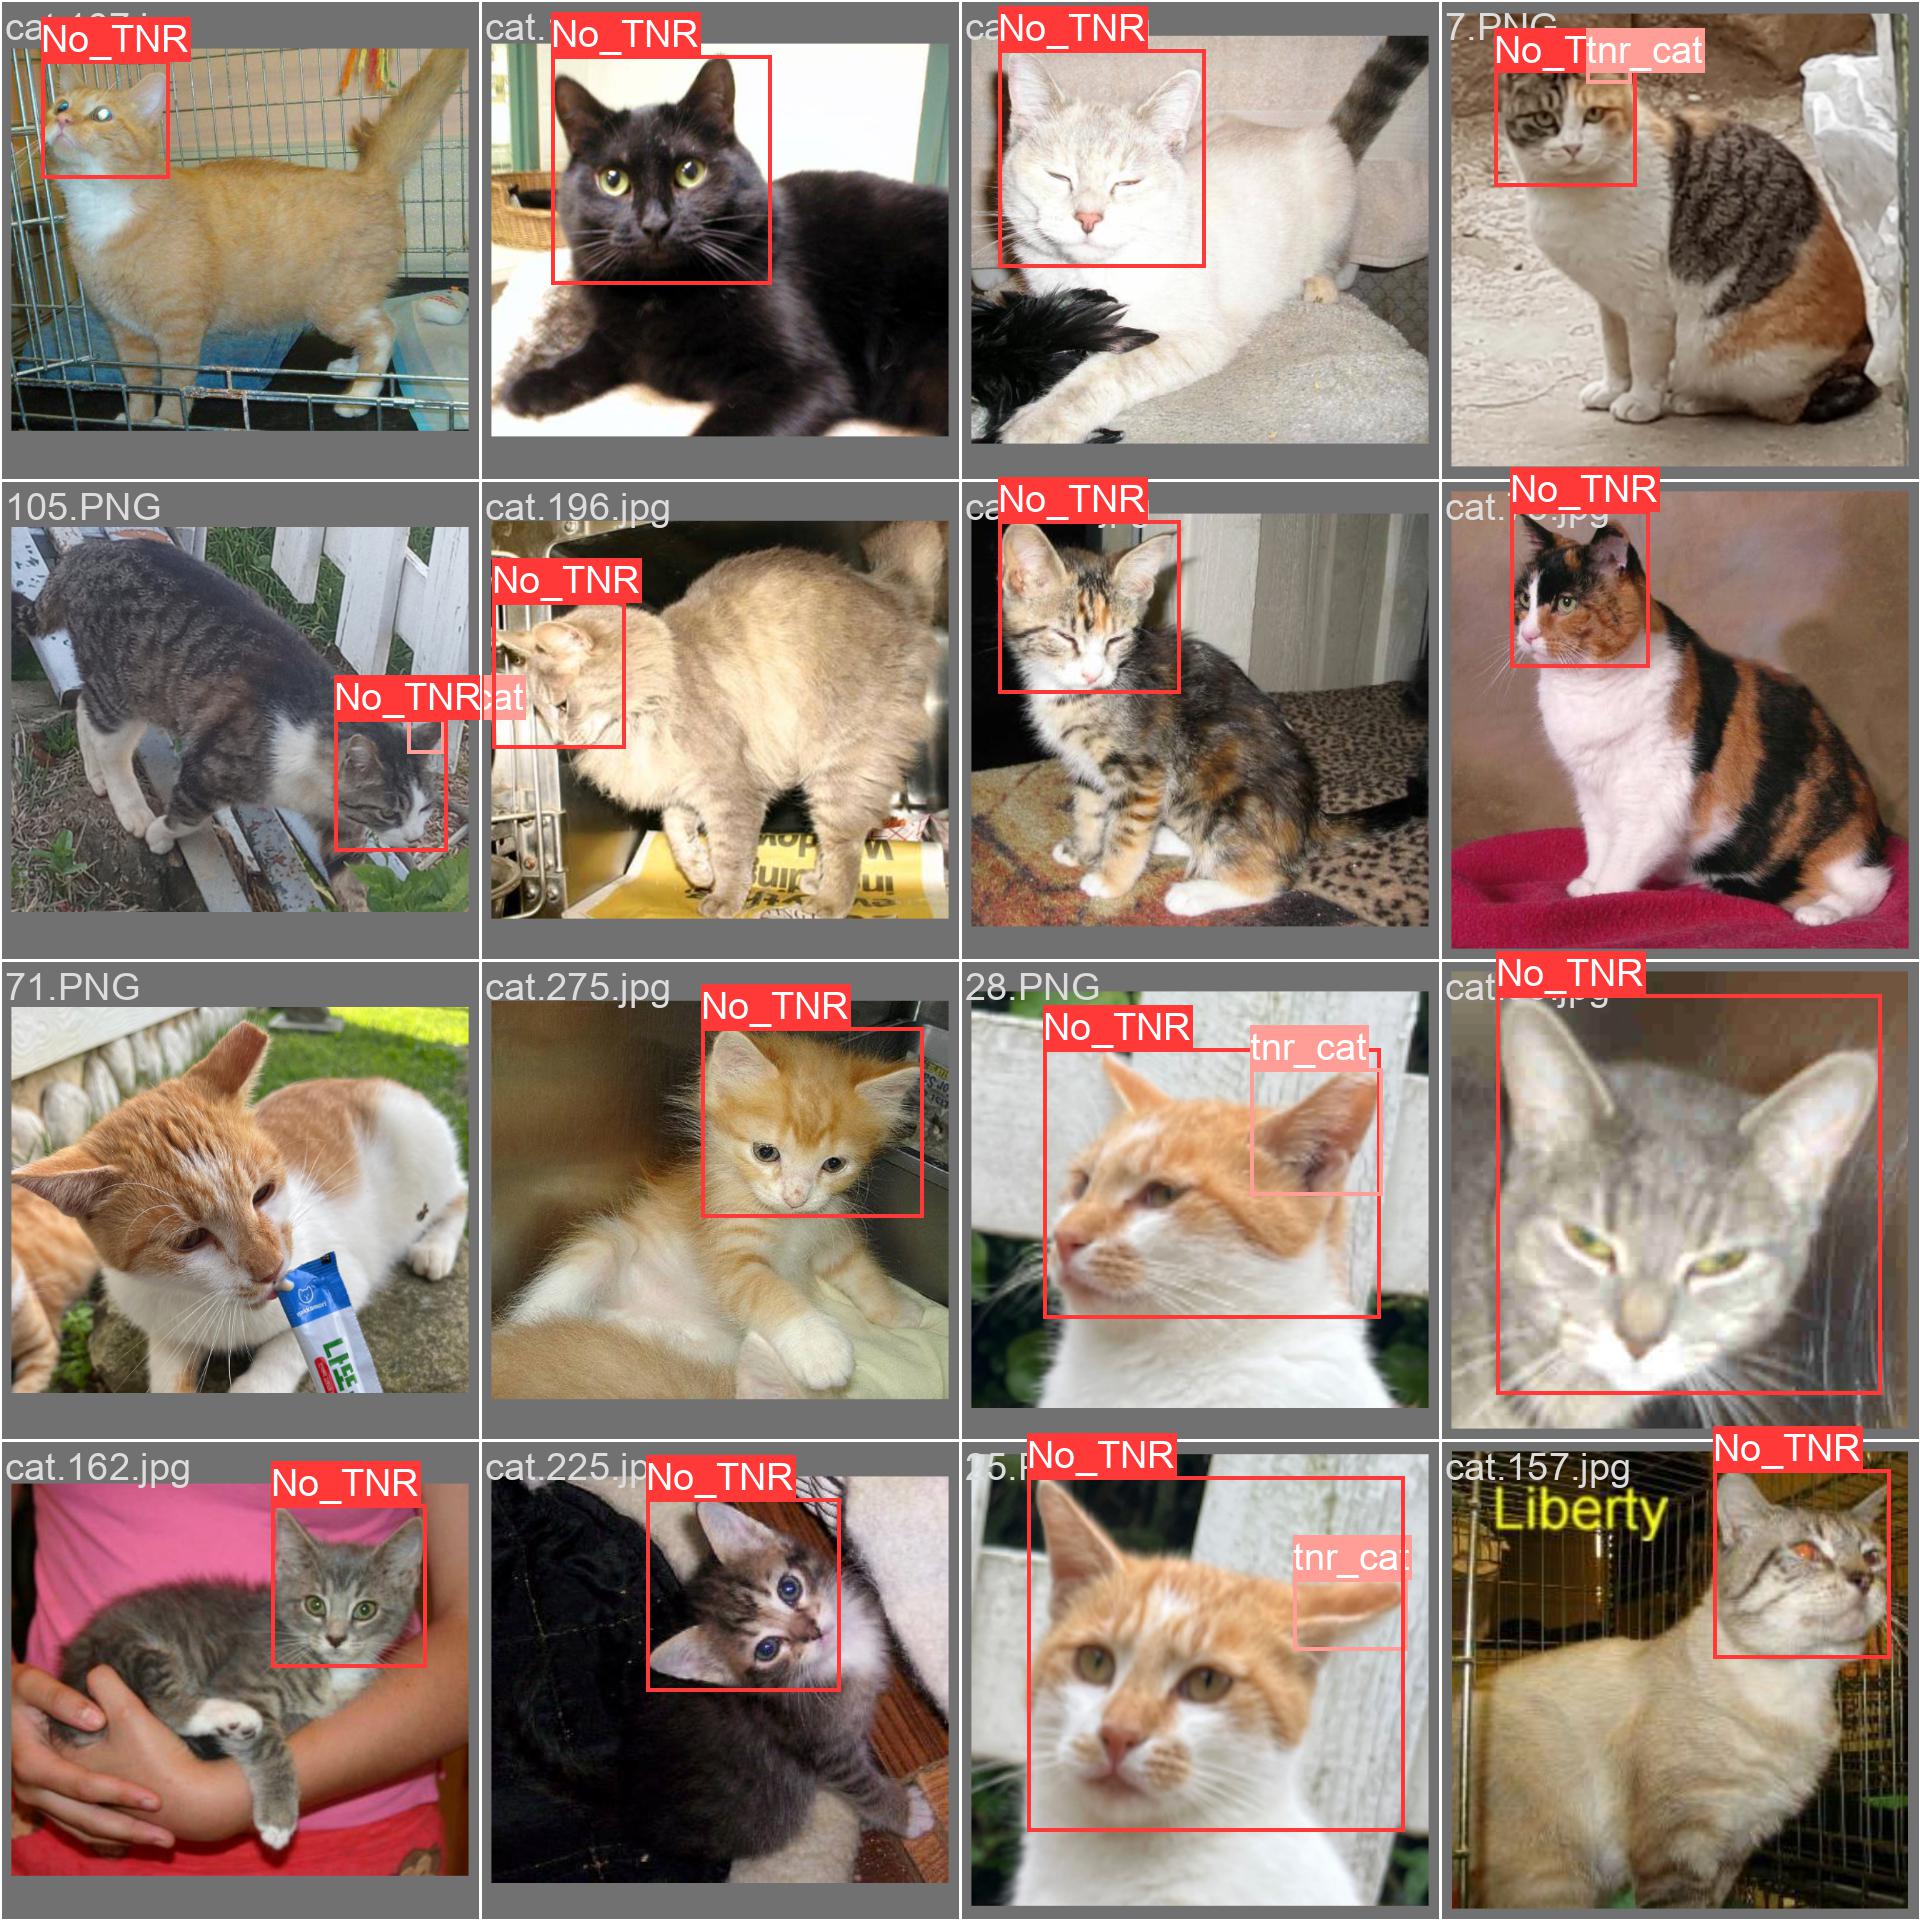 No_TNR
No_TNR
No_TNR
7.PNG
No_T
tnr_cat
105.PNG
No_TNR
cat
cat.196.jpg
No_TNR
No_TNR
No_TNR
71.PNG
cat.275.jpg
No_TNR
28.PNG
No_TNR
tnr_cat
No_TNR
cat.162.jpg
No_TNR
cat.225.jp
No_TNR
No_TNR
tnr_cat
cat.157.jpg
No_TNR
Liberty